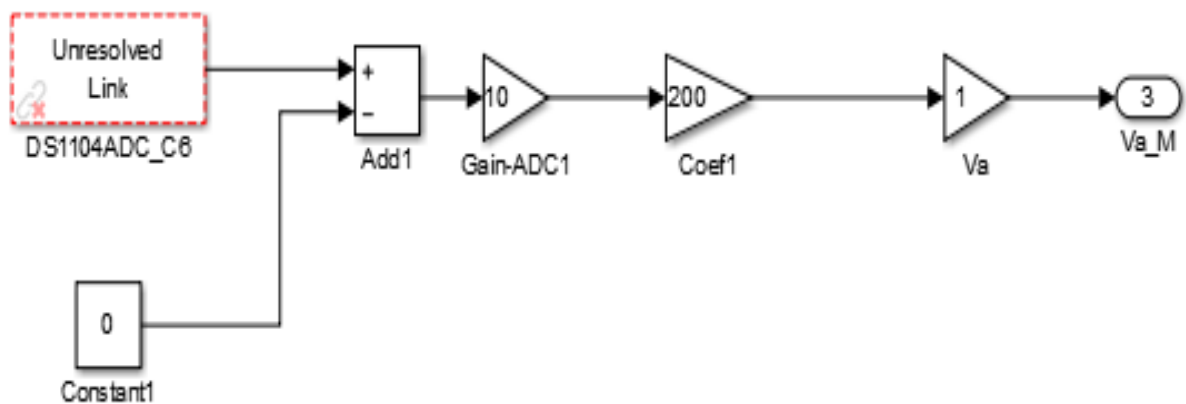 Unresolved
Link
DS1104ADC_C6
+
−
Add1
10
Gain-ADC1
200
Coef1
1
Va
3
Va_M
0
Constant1